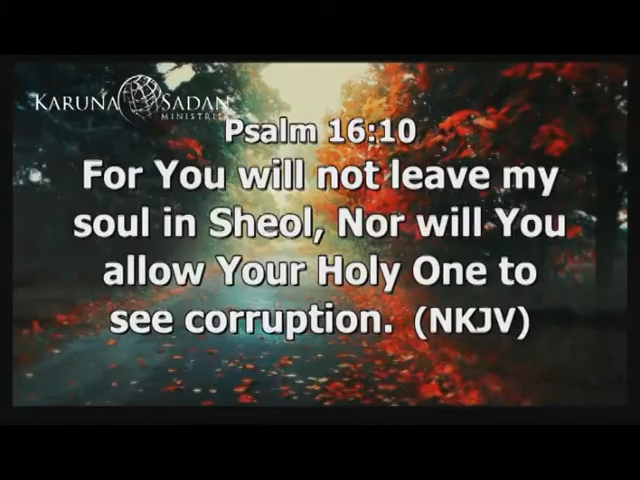 KARUNA SADAN
MINISTRIES
Psalm 16:10
For You will not leave my
soul in Sheol, Nor will You
allow Your Holy One to
see corruption. (NKJV)